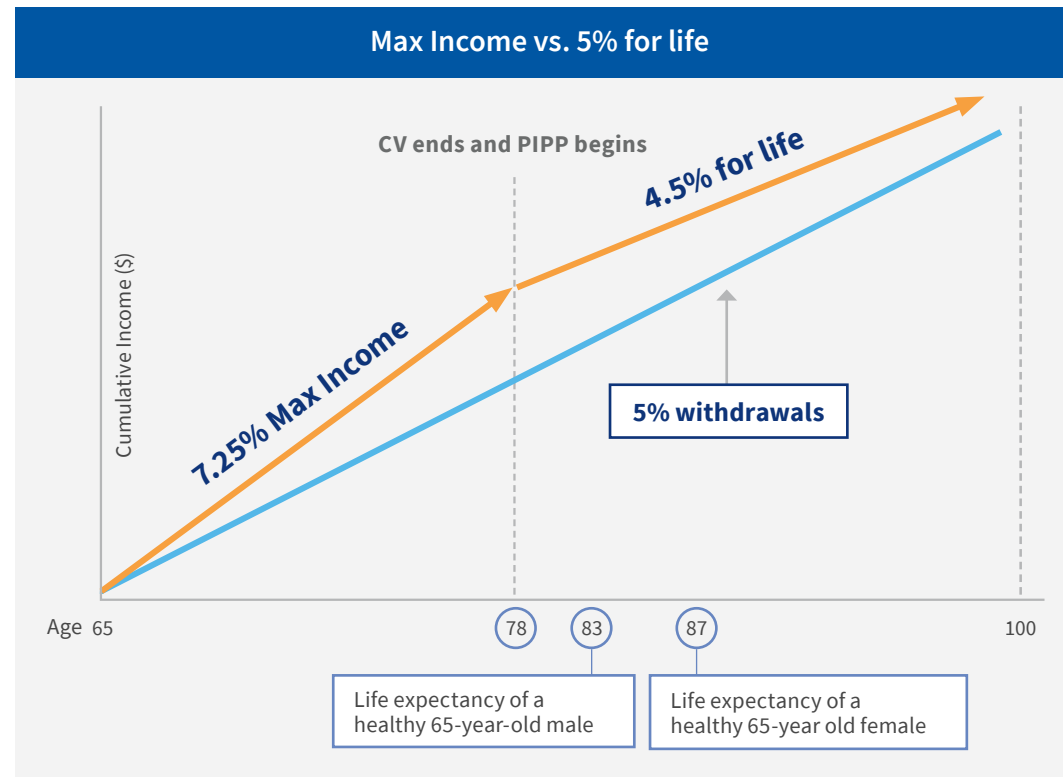 Max Income vs. 5% for life
CV ends and PIPP begins
4.5% for life
7.25% Max Income
Cumulative Income ($)
5% withdrawals
Age 65 78 83 87 100
Life expectancy of a
healthy 65-year-old male
Life expectancy of a
healthy 65-year old female